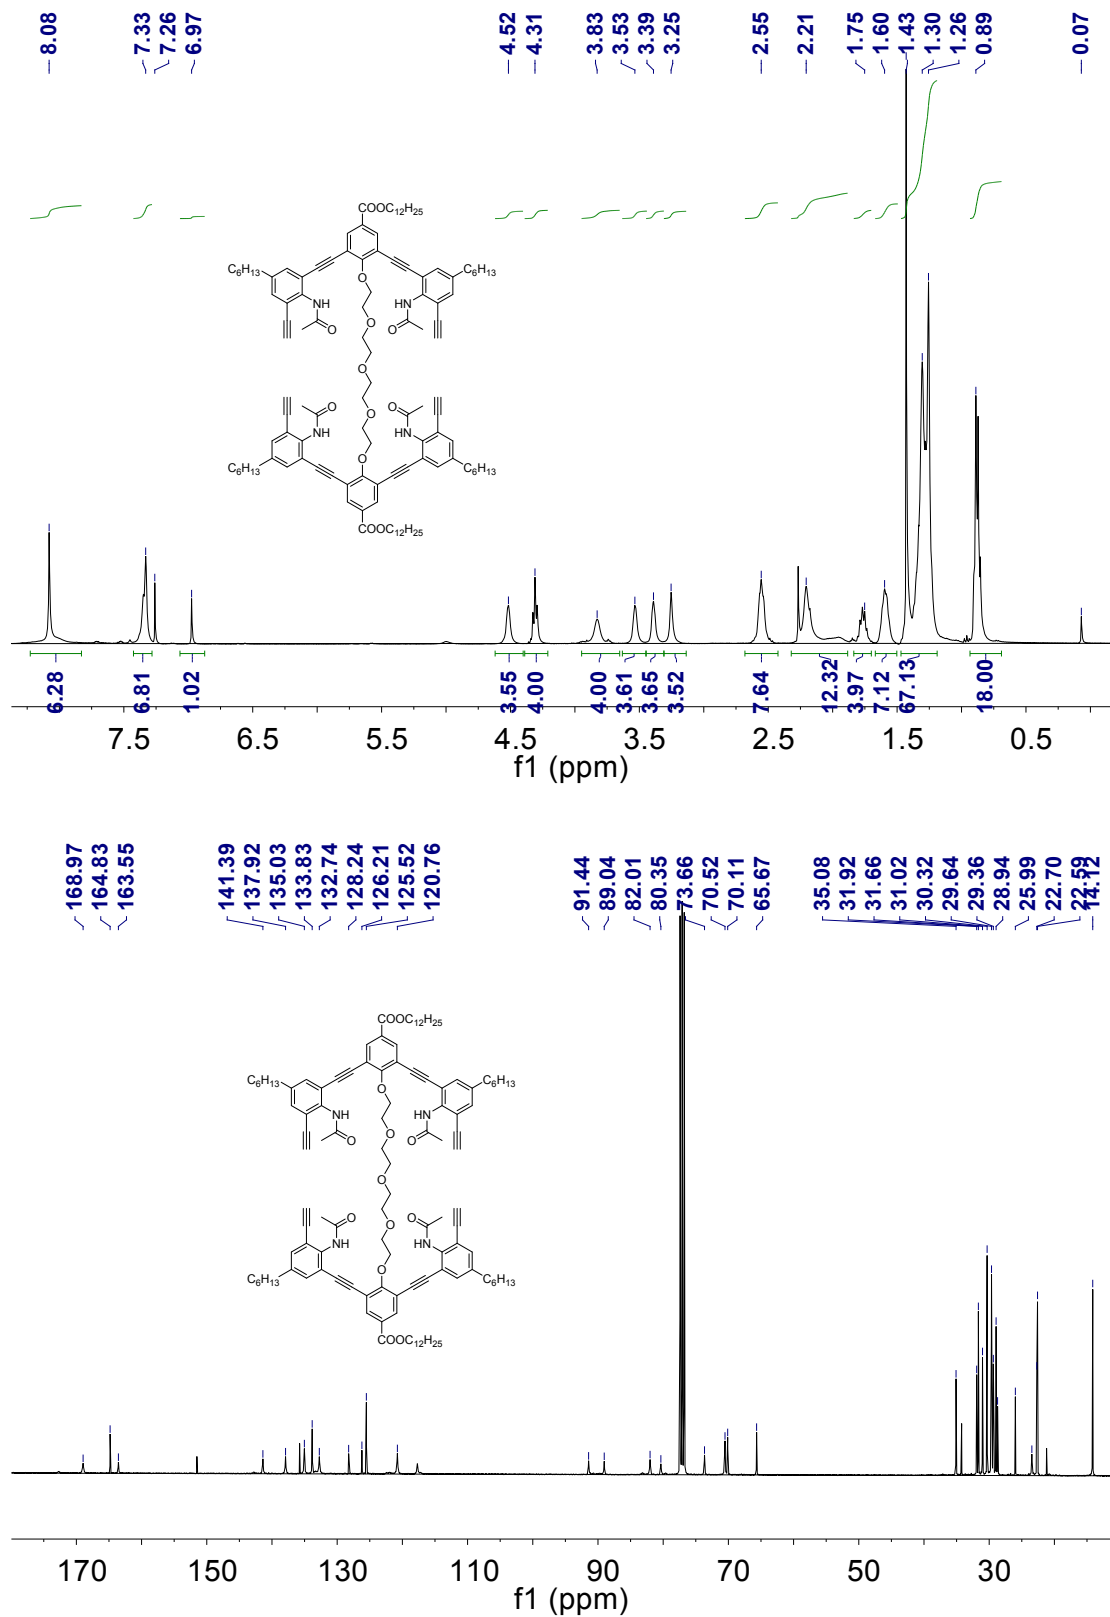 8.08 7.33 7.26 6.97 4.52 4.31 3.83 3.53 3.39 3.25 2.55 2.21 1.75 1.60 1.43 1.30 1.26 0.89 0.07
COOC12H25
C6H13 C6H13
O
NH HN
O O O
O
O
O O O
NH HN
C6H13 O C6H13
COOC12H25
6.28 6.81 1.02 3.55 4.00 4.00 3.61 3.65 3.52 7.64 12.32 3.97 7.12 67.13 18.00
7.5 6.5 5.5 4.5 3.5 2.5 1.5 0.5
f1 (ppm)
168.97 164.83 163.55 141.39 137.92 135.03 133.83 132.74 128.24 126.21 125.52 120.76 91.44 89.04 82.01 80.35 73.66 70.52 70.11 65.67 35.08 31.92 31.66 31.02 30.32 29.64 29.36 28.94 25.99 22.70 22.59 14.12
COOC12H25
C6H13 C6H13
O
NH HN
O O O
O
O
O O O
NH HN
C6H13 O C6H13
COOC12H25
170 150 130 110 90 70 50 30
f1 (ppm)